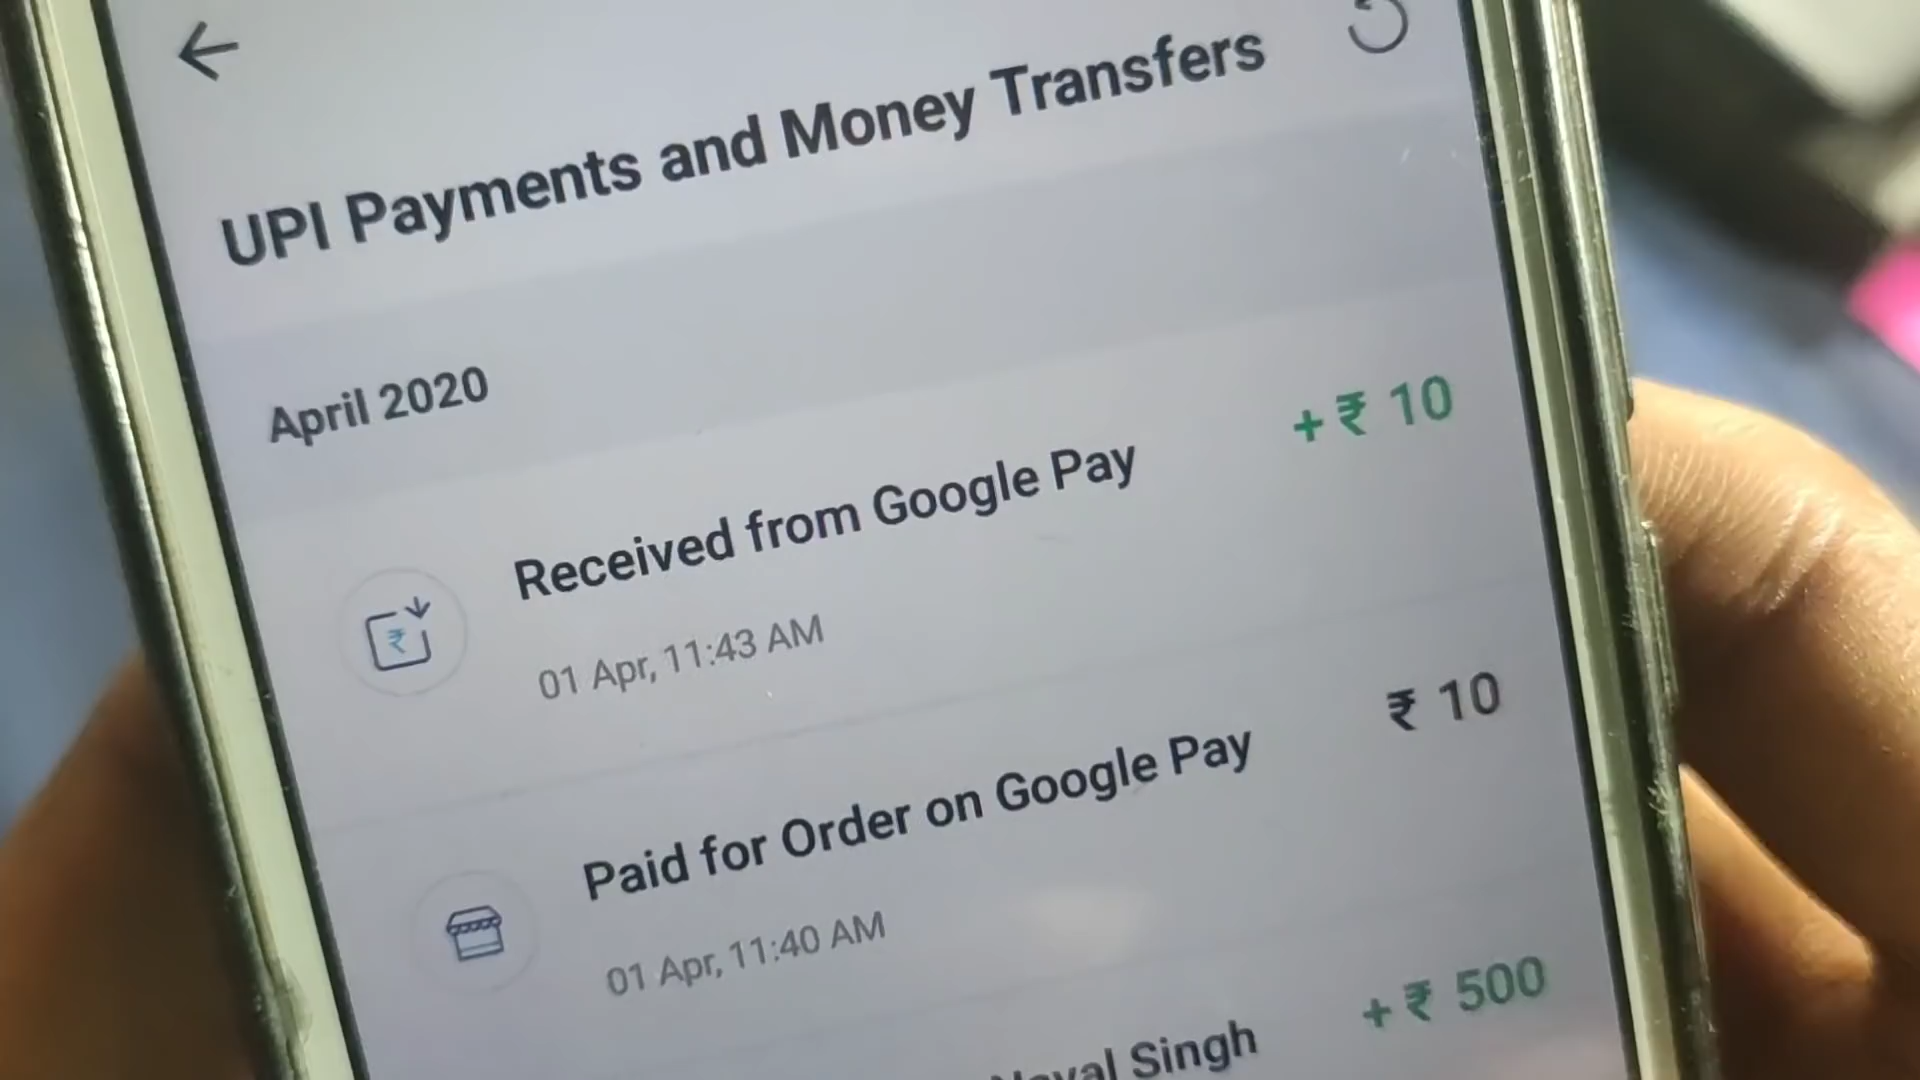 UPI Payments and Money Transfers
April 2020
Received from Google Pay
+ ₹ 10
01 Apr, 11:43 AM
Paid for Order on Google Pay
₹ 10
01 Apr, 11:40 AM
Singh
+ ₹ 500